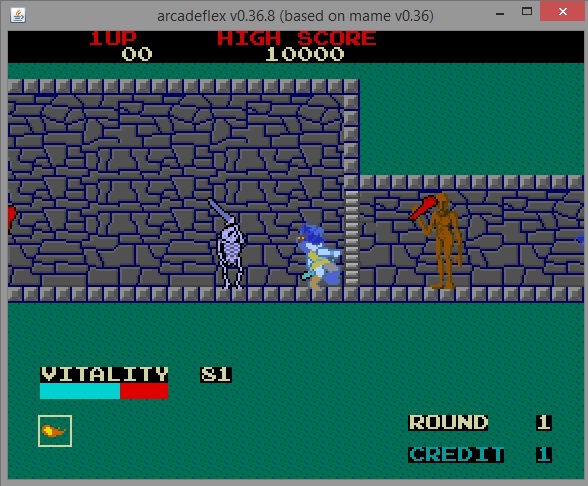 arcadeflex v0.36.8 (based on mame v0.36)
1UP HIGH SCORE
00 10000
VITALITY 81
ROUND 1
CREDIT 1